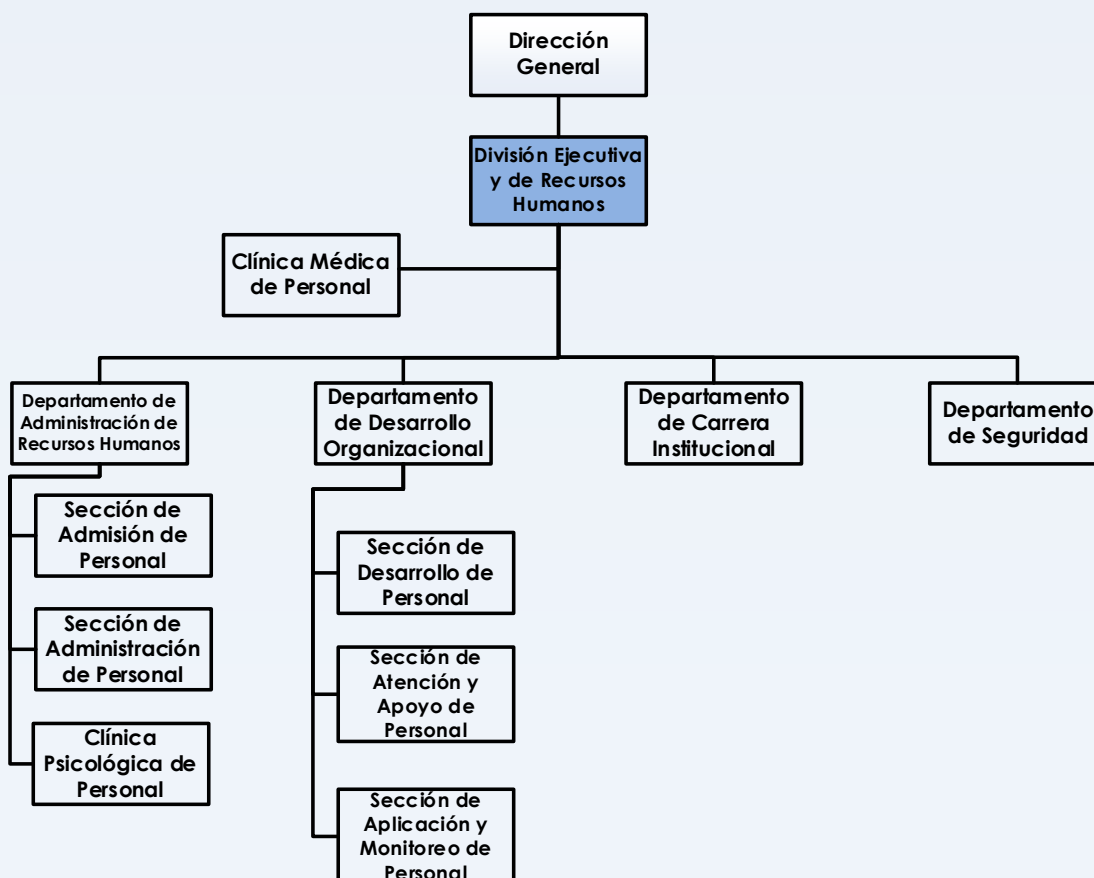 Dirección
General
División Ejecutiva
y de Recursos
Humanos
Clínica Médica
de Personal
Departamento de
Administración de
Recursos Humanos
Departamento
de Desarrollo
Organizacional
Departamento
de Carrera
Institucional
Departamento
de Seguridad
Sección de
Admisión de
Personal
Sección de
Administración
de Personal
Clínica
Psicológica de
Personal
Sección de
Desarrollo de
Personal
Sección de
Atención y
Apoyo de
Personal
Sección de
Aplicación y
Monitoreo de
Personal